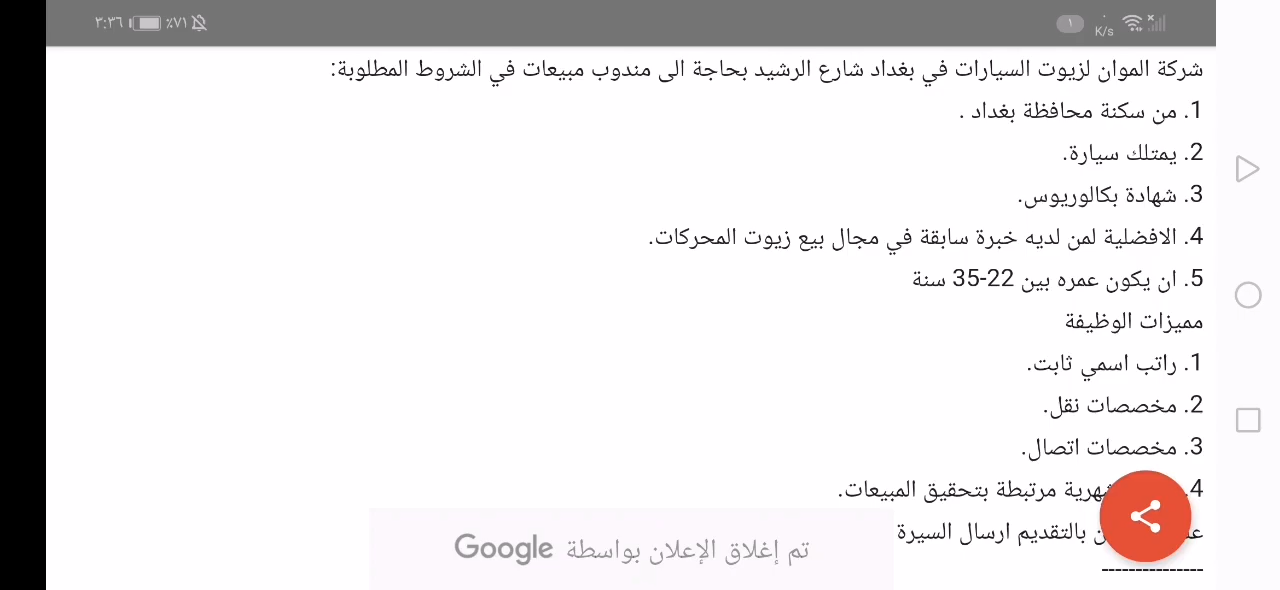 ٣:٣٦ ٪٧١ ١ K/s
شركة الموان لزيوت السيارات في بغداد شارع الرشيد بحاجة الى مندوب مبيعات في الشروط المطلوبة:
1. من سكنة محافظة بغداد .
2. يمتلك سيارة.
3. شهادة بكالوريوس.
4. الافضلية لمن لديه خبرة سابقة في مجال بيع زيوت المحركات.
5. ان يكون عمره بين 22-35 سنة
مميزات الوظيفة
1. راتب اسمي ثابت.
2. مخصصات نقل.
3. مخصصات اتصال.
4. شهرية مرتبطة بتحقيق المبيعات.
بالتقديم ارسال السيرة
تم إغلاق الإعلان بواسطة Google
---------------